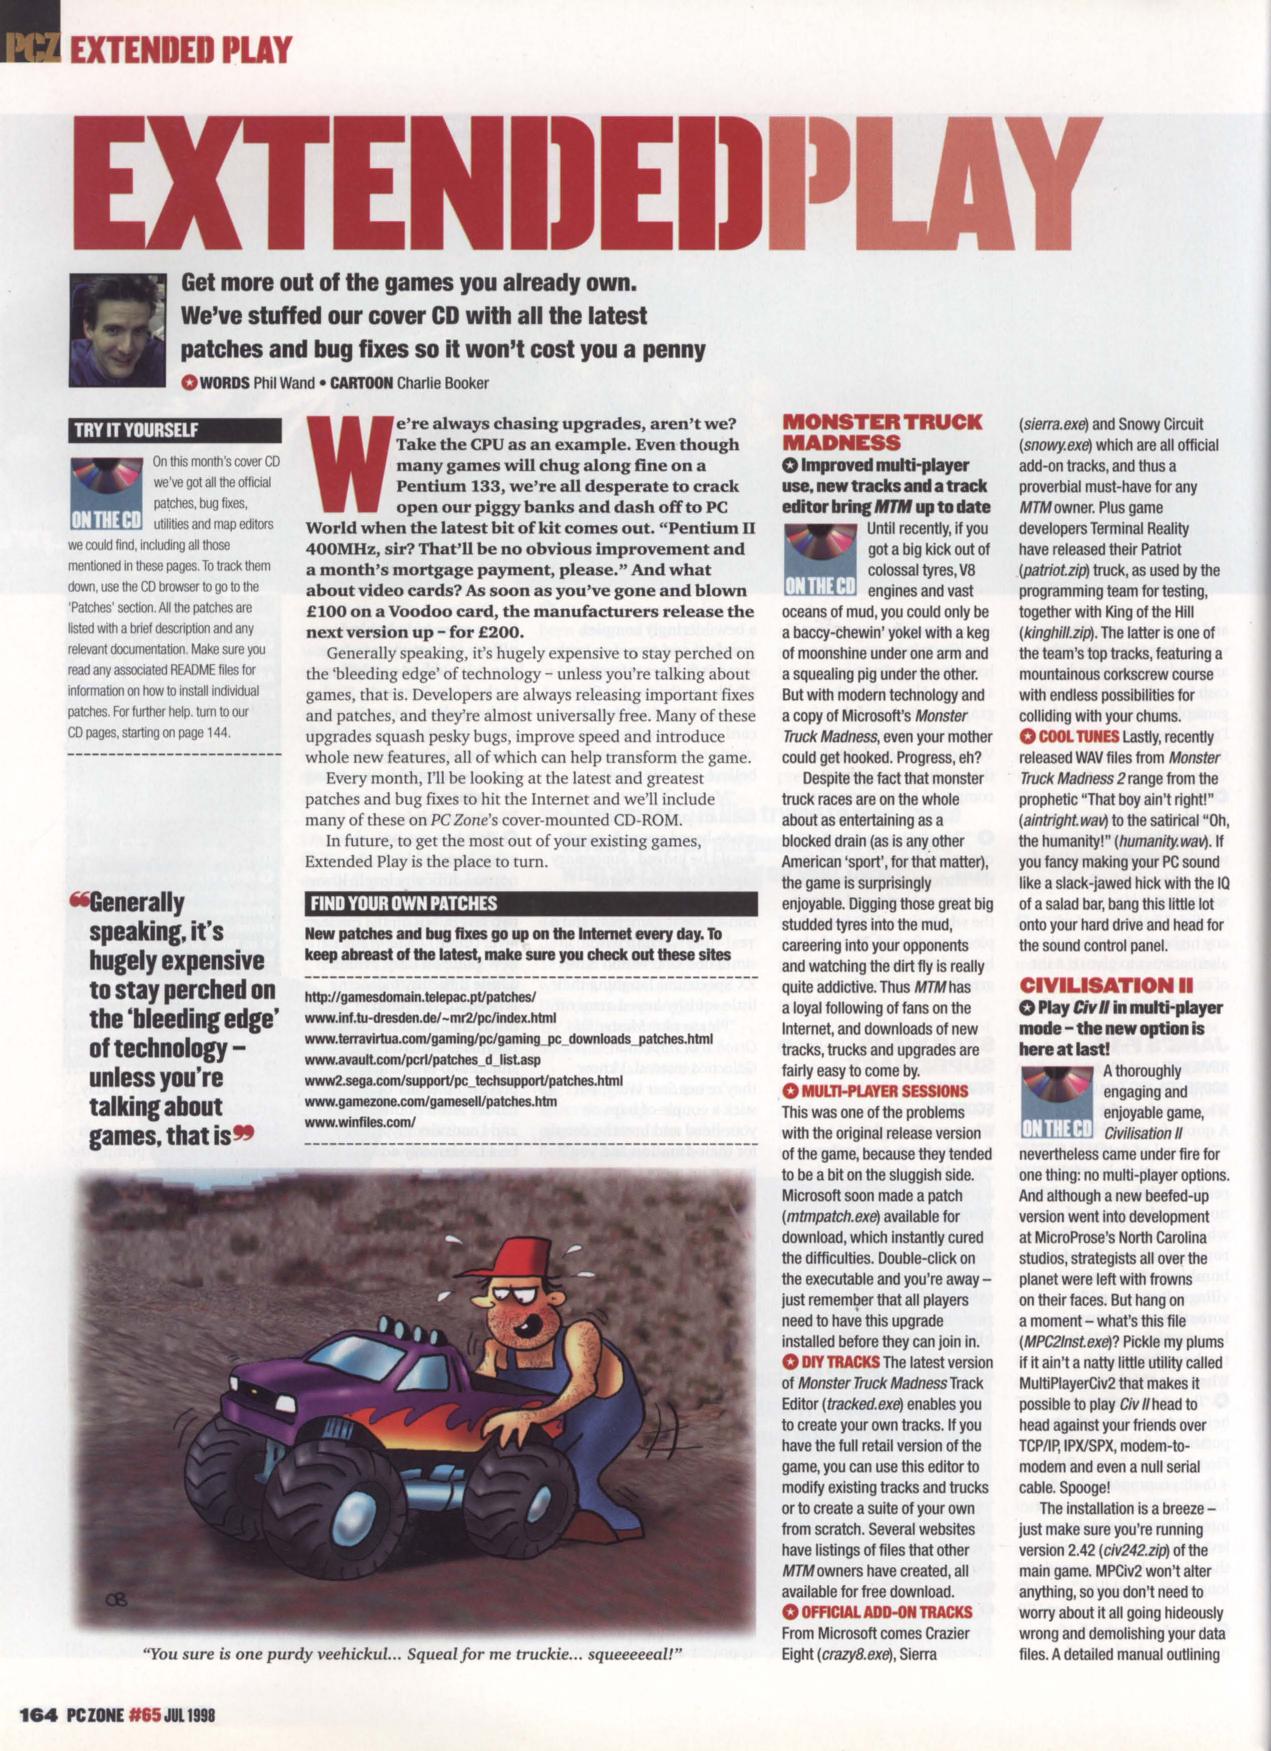 PCZ EXTENDED PLAY
EXTENDEDPLAY
Get more out of the games you already own.
We've stuffed our cover CD with all the latest
patches and bug fixes so it won't cost you a penny
WORDS Phil Wand • CARTOON Charlie Booker
TRY IT YOURSELF
ON THE CD
On this month's cover CD
we've got all the official
patches, bug fixes,
utilities and map editors
we could find, including all those
mentioned in these pages. To track them
down, use the CD browser to go to the
'Patches' section. All the patches are
listed with a brief description and any
relevant documentation. Make sure you
read any associated README files for
information on how to install individual
patches. For further help. turn to our
CD pages, starting on page 144.
“Generally
speaking, it's
hugely expensive
to stay perched on
the 'bleeding edge'
of technology –
unless you're
talking about
games, that is”
We're always chasing upgrades, aren't we?
Take the CPU as an example. Even though
many games will chug along fine on a
Pentium 133, we're all desperate to crack
open our piggy banks and dash off to PC
World when the latest bit of kit comes out. “Pentium II
400MHz, sir? That'll be no obvious improvement and
a month's mortgage payment, please.” And what
about video cards? As soon as you've gone and blown
£100 on a Voodoo card, the manufacturers release the
next version up – for £200.
Generally speaking, it's hugely expensive to stay perched on
the 'bleeding edge' of technology – unless you're talking about
games, that is. Developers are always releasing important fixes
and patches, and they're almost universally free. Many of these
upgrades squash pesky bugs, improve speed and introduce
whole new features, all of which can help transform the game.
Every month, I'll be looking at the latest and greatest
patches and bug fixes to hit the Internet and we'll include
many of these on PC Zone's cover-mounted CD-ROM.
In future, to get the most out of your existing games,
Extended Play is the place to turn.
FIND YOUR OWN PATCHES
New patches and bug fixes go up on the Internet every day. To
keep abreast of the latest, make sure you check out these sites
http://gamesdomain.telepac.pt/patches/
www.inf.tu-dresden.de/~mr2/pc/index.html
www.terravirtua.com/gaming/pc/gaming_pc_downloads_patches.html
www.avault.com/pcrl/patches_d_list.asp
www2.sega.com/support/pc_techsupport/patches.html
www.gamezone.com/gamesell/patches.htm
www.winfiles.com/
CB
“You sure is one purdy veehickul... Squeal for me truckie... squeeeeeal!”
MONSTER TRUCK
MADNESS
Improved multi-player
use, new tracks and a track
editor bring MTM up to date
ON THE CD
Until recently, if you
got a big kick out of
colossal tyres, V8
engines and vast
oceans of mud, you could only be
a baccy-chewin' yokel with a keg
of moonshine under one arm and
a squealing pig under the other.
But with modern technology and
a copy of Microsoft's Monster
Truck Madness, even your mother
could get hooked. Progress, eh?
Despite the fact that monster
truck races are on the whole
about as entertaining as a
blocked drain (as is any other
American 'sport', for that matter),
the game is surprisingly
enjoyable. Digging those great big
studded tyres into the mud,
careering into your opponents
and watching the dirt fly is really
quite addictive. Thus MTM has
a loyal following of fans on the
Internet, and downloads of new
tracks, trucks and upgrades are
fairly easy to come by.
MULTI-PLAYER SESSIONS
This was one of the problems
with the original release version
of the game, because they tended
to be a bit on the sluggish side.
Microsoft soon made a patch
(mtmpatch.exe) available for
download, which instantly cured
the difficulties. Double-click on
the executable and you're away –
just remember that all players
need to have this upgrade
installed before they can join in.
DIY TRACKS The latest version
of Monster Truck Madness Track
Editor (tracked.exe) enables you
to create your own tracks. If you
have the full retail version of the
game, you can use this editor to
modify existing tracks and trucks
or to create a suite of your own
from scratch. Several websites
have listings of files that other
MTM owners have created, all
available for free download.
OFFICIAL ADD-ON TRACKS
From Microsoft comes Crazier
Eight (crazy8.exe), Sierra
(sierra.exe) and Snowy Circuit
(snowy.exe) which are all official
add-on tracks, and thus a
proverbial must-have for any
MTM owner. Plus game
developers Terminal Reality
have released their Patriot
(patriot.zip) truck, as used by the
programming team for testing,
together with King of the Hill
(kinghill.zip). The latter is one of
the team's top tracks, featuring a
mountainous corkscrew course
with endless possibilities for
colliding with your chums.
COOL TUNES Lastly, recently
released WAV files from Monster
Truck Madness 2 range from the
prophetic “That boy ain't right!”
(aintright.wav) to the satirical “Oh,
the humanity!” (humanity.wav). If
you fancy making your PC sound
like a slack-jawed hick with the IQ
of a salad bar, bang this little lot
onto your hard drive and head for
the sound control panel.
CIVILISATION II
Play Civ II in multi-player
mode – the new option is
here at last!
ON THE CD
A thoroughly
engaging and
enjoyable game,
Civilisation II
nevertheless came under fire for
one thing: no multi-player options.
And although a new beefed-up
version went into development
at MicroProse's North Carolina
studios, strategists all over the
planet were left with frowns
on their faces. But hang on
a moment – what's this file
(MPC2Inst.exe)? Pickle my plums
if it ain't a natty little utility called
MultiPlayerCiv2 that makes it
possible to play Civ II head to
head against your friends over
TCP/IP, IPX/SPX, modem-to-
modem and even a null serial
cable. Spooge!
The installation is a breeze –
just make sure you're running
version 2.42 (civ242.zip) of the
main game. MPCiv2 won't alter
anything, so you don't need to
worry about it all going hideously
wrong and demolishing your data
files. A detailed manual outlining
164 PC ZONE #65 JUL 1998